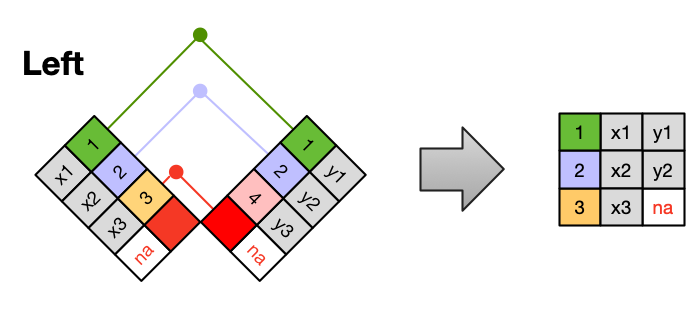 Left
1 2 3
x1 x2 x3 na
1 2 4
y1 y2 y3 na
1 x1 y1
2 x2 y2
3 x3 na